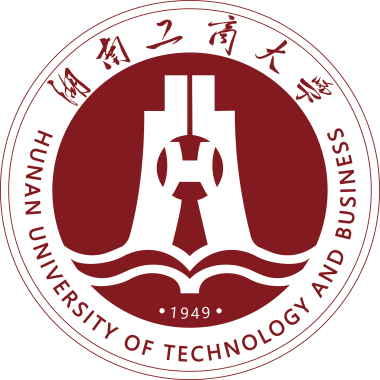 湖南工商大学
HUNAN UNIVERSITY OF TECHNOLOGY AND BUSINESS
·1949·